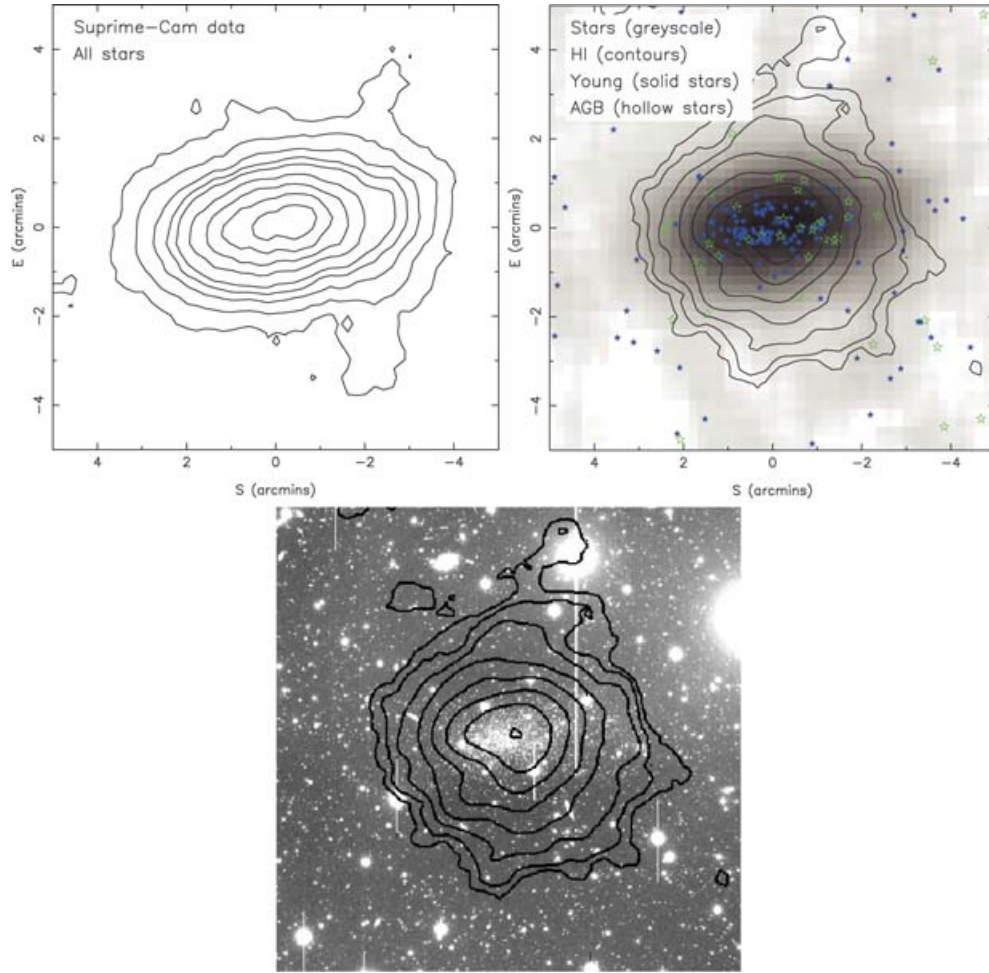 Suprime-Cam data
All stars
4
2
0
-2
-4
E (arcmins)
5
4
2
0
-2
-4
S (arcmins)
Stars (greyscale)
HI (contours)
Young (solid stars)
AGB (hollow stars)
4
2
0
-2
-4
E (arcmins)
4
2
0
-2
-4
S (arcmins)